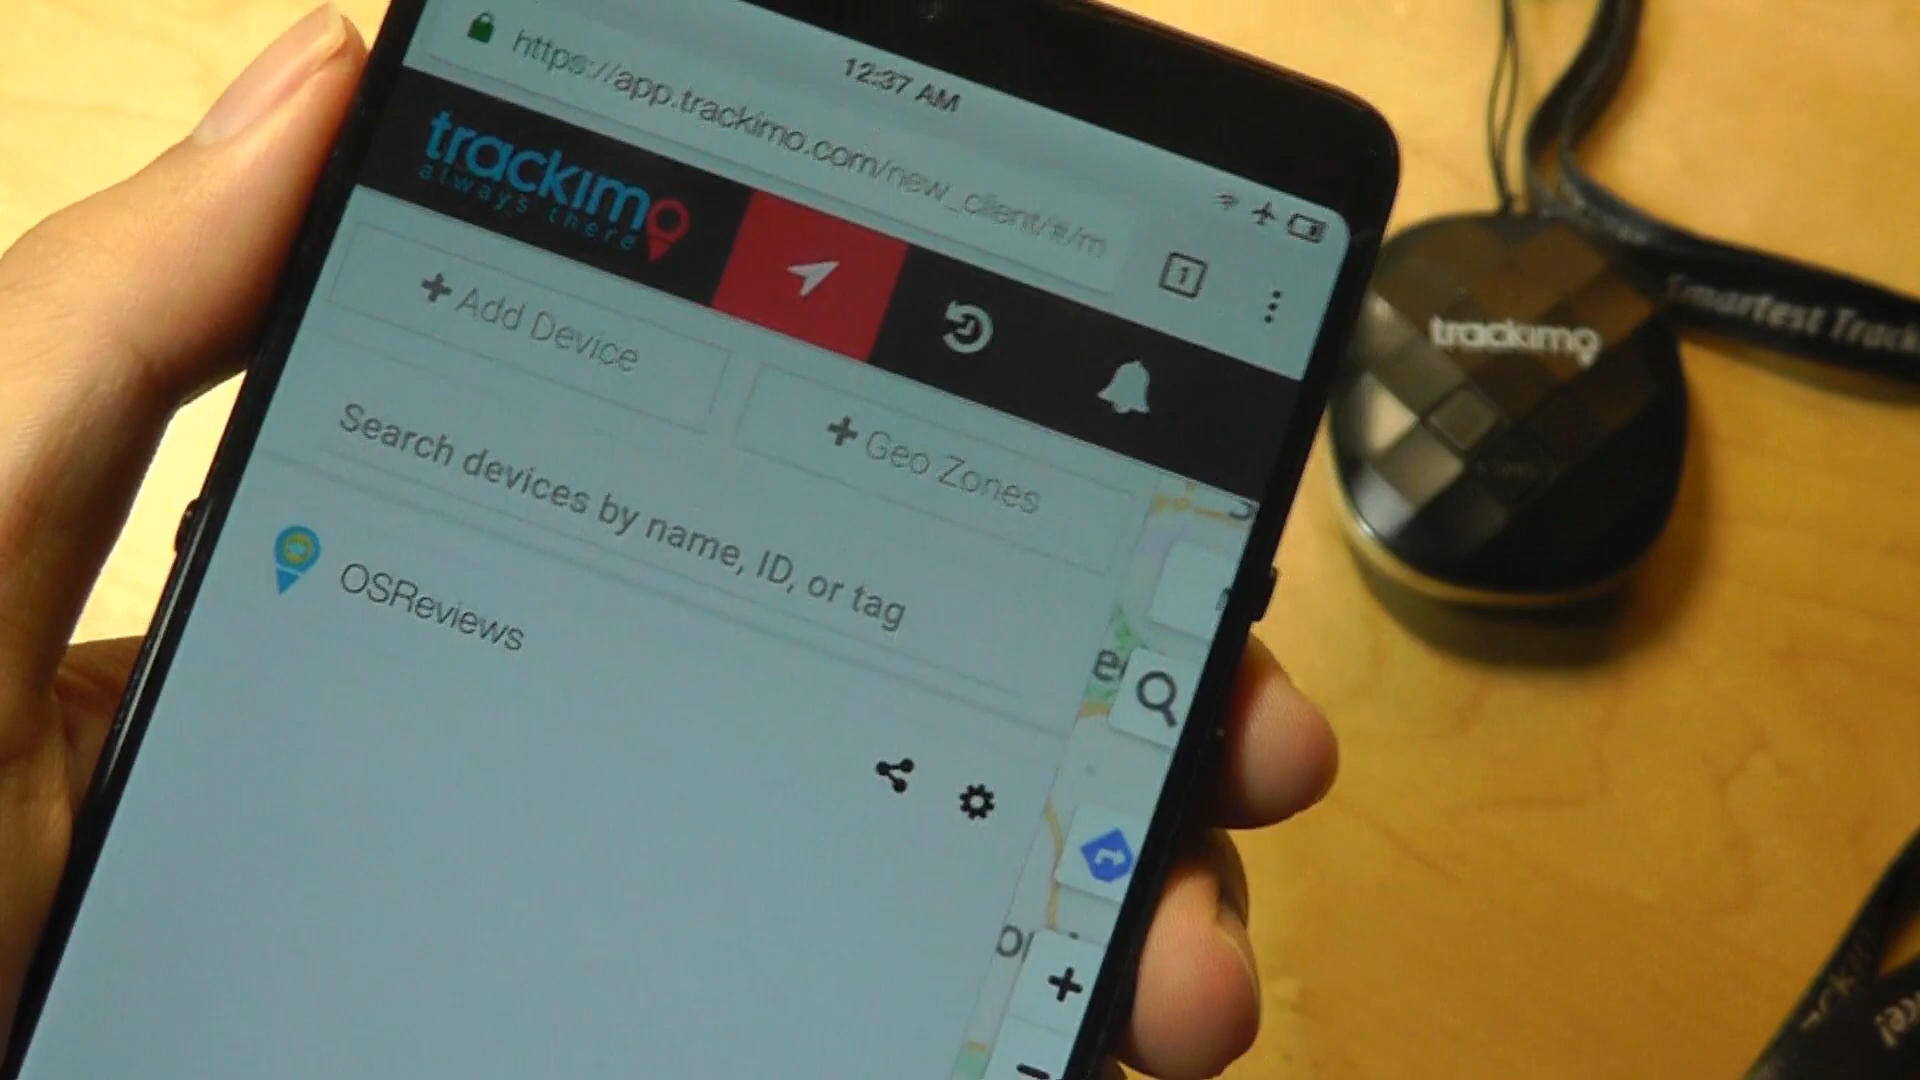 12:37 AM
https://app.trackimo.com/new_client/#/m
1
trackimo
always there
+ Add Device
+ Geo Zones
Search devices by name, ID, or tag
OSReviews
+
-
trackimo
Smartest Track